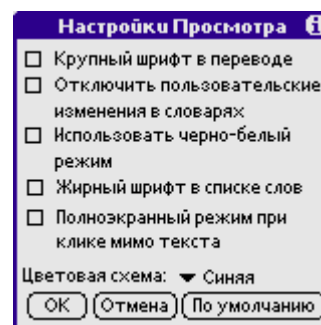 Настройки Просмотра
Крупный шрифт в переводе
Отключить пользовательские
изменения в словарях
Использовать черно-белый
режим
Жирный шрифт в списке слов
Полноэкранный режим при
клике мимо текста
Цветовая схема: Синяя
OK Отмена По умолчанию